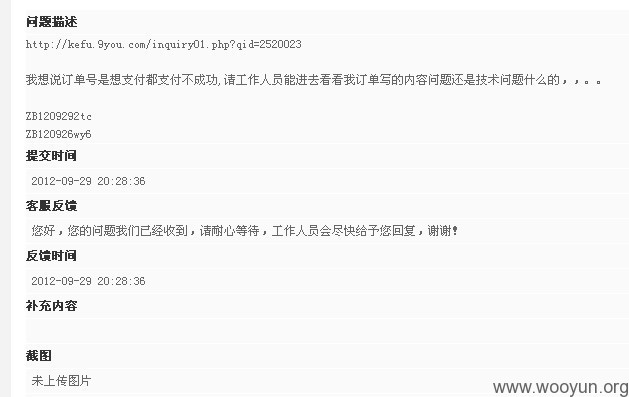 问题描述
http://kefu.9you.com/inquiry01.php?qid=2520023
我想说订单号是想支付都支付不成功,请工作人员能进去看看我订单写的内容问题还是技术问题什么的，，。。
ZB1209292tc
ZB120926wy6
提交时间
2012-09-29 20:28:36
客服反馈
您好，您的问题我们已经收到，请耐心等待，工作人员会尽快给予您回复，谢谢！
反馈时间
2012-09-29 20:28:36
补充内容
截图
未上传图片
www.wooyun.org